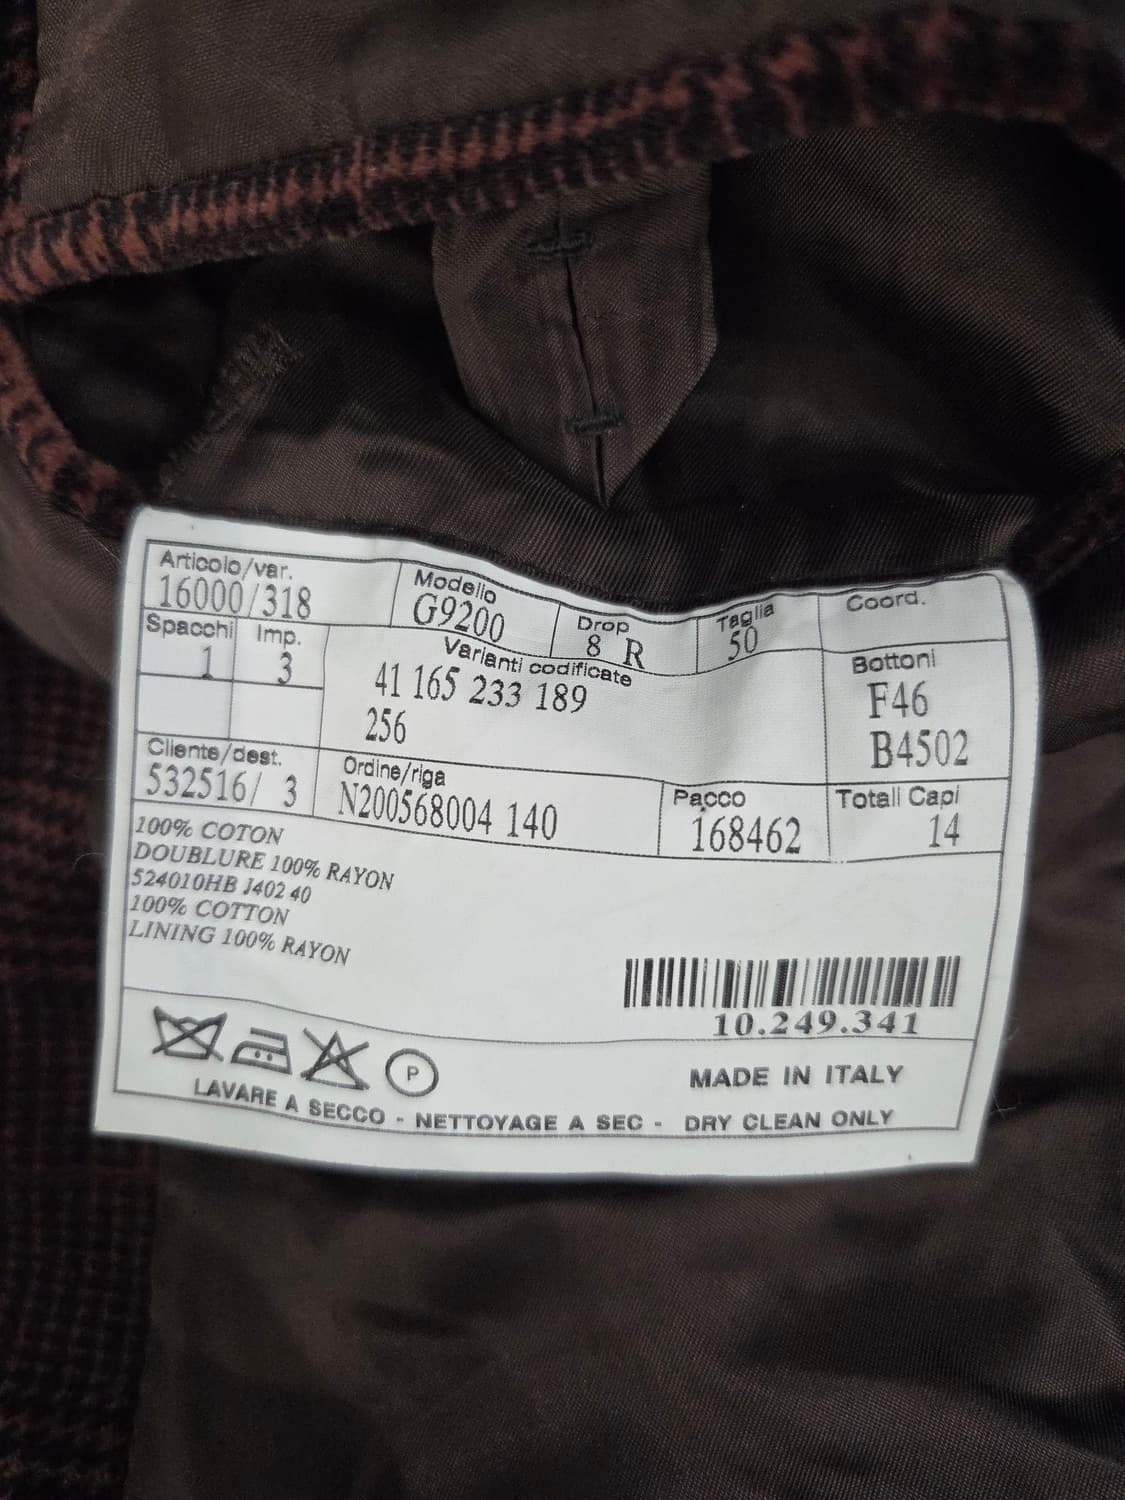 Articolo/var.
16000/318
Modello
G9200
Drop
8 R
Taglia
50
Coord.
Spacchi
1
Imp.
3
Varianti codificate
41 165 233 189
256
Bottoni
F46
B4502
Cliente/dest.
532516/ 3
Ordine/riga
N200568004 140
Pacco
168462
Totali Capi
14
100% COTON
DOUBLURE 100% RAYON
524010HB J402 40
100% COTTON
LINING 100% RAYON
10.249.341
P
MADE IN ITALY
LAVARE A SECCO - NETTOYAGE A SEC - DRY CLEAN ONLY